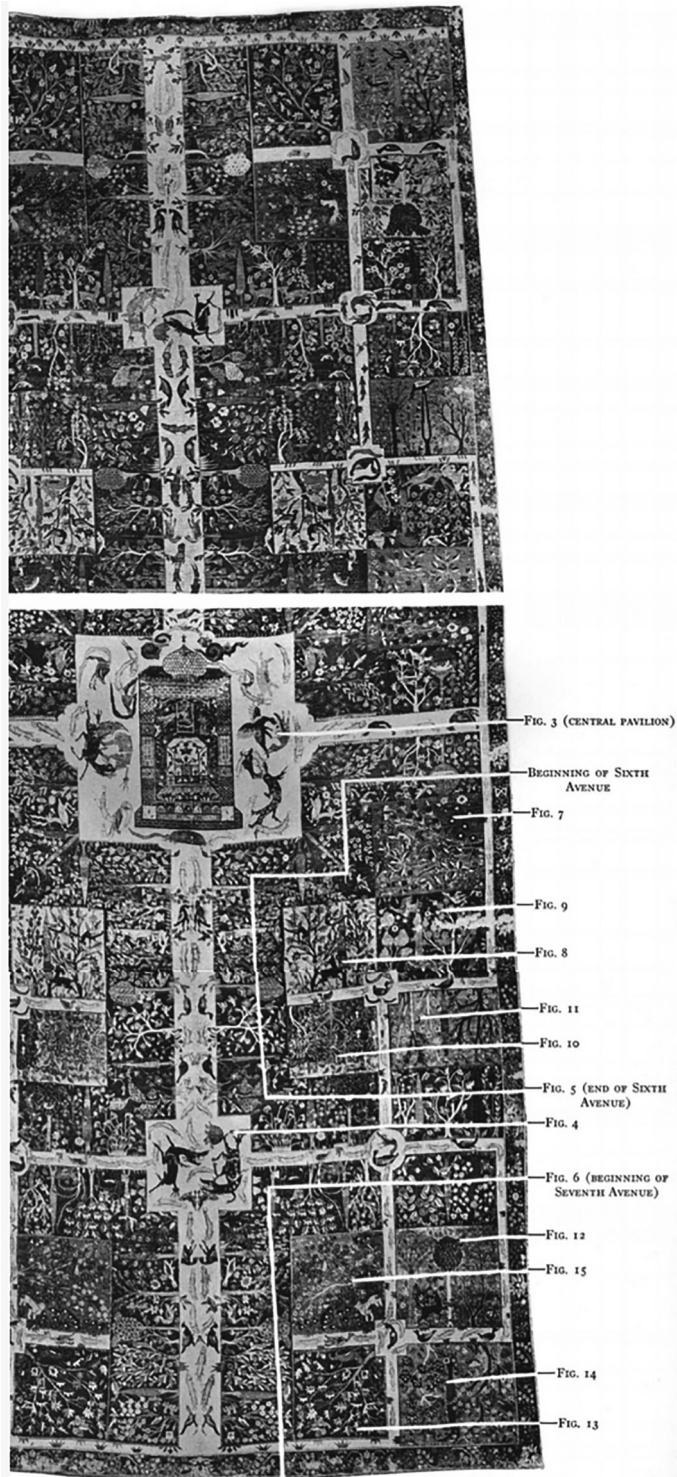 FIG. 3 (CENTRAL PAVILION)
BEGINNING OF SIXTH
AVENUE
FIG. 7
FIG. 9
FIG. 8
FIG. 11
FIG. 10
FIG. 5 (END OF SIXTH
AVENUE)
FIG. 4
FIG. 6 (BEGINNING OF
SEVENTH AVENUE)
FIG. 12
FIG. 15
FIG. 14
FIG. 13